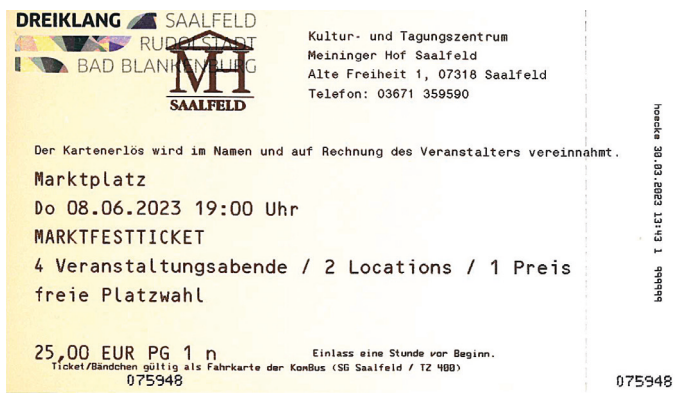 DREIKLANG SAALFELD
RUDOLSTADT
BAD BLANKENBURG
MH
SAALFELD
Kultur- und Tagungszentrum
Meininger Hof Saalfeld
Alte Freiheit 1, 07318 Saalfeld
Telefon: 03671 359590
Der Kartenerlös wird im Namen und auf Rechnung des Veranstalters vereinnahmt.
Marktplatz
Do 08.06.2023 19:00 Uhr
MARKTFESTTICKET
4 Veranstaltungsabende / 2 Locations / 1 Preis
freie Platzwahl
25,00 EUR PG 1 n
Einlass eine Stunde vor Beginn.
Ticket/Bändchen gültig als Fahrkarte der KomBus (SG Saalfeld / TZ 400)
075948
hoecke 30.03.2023 13:43 1 999999
075948